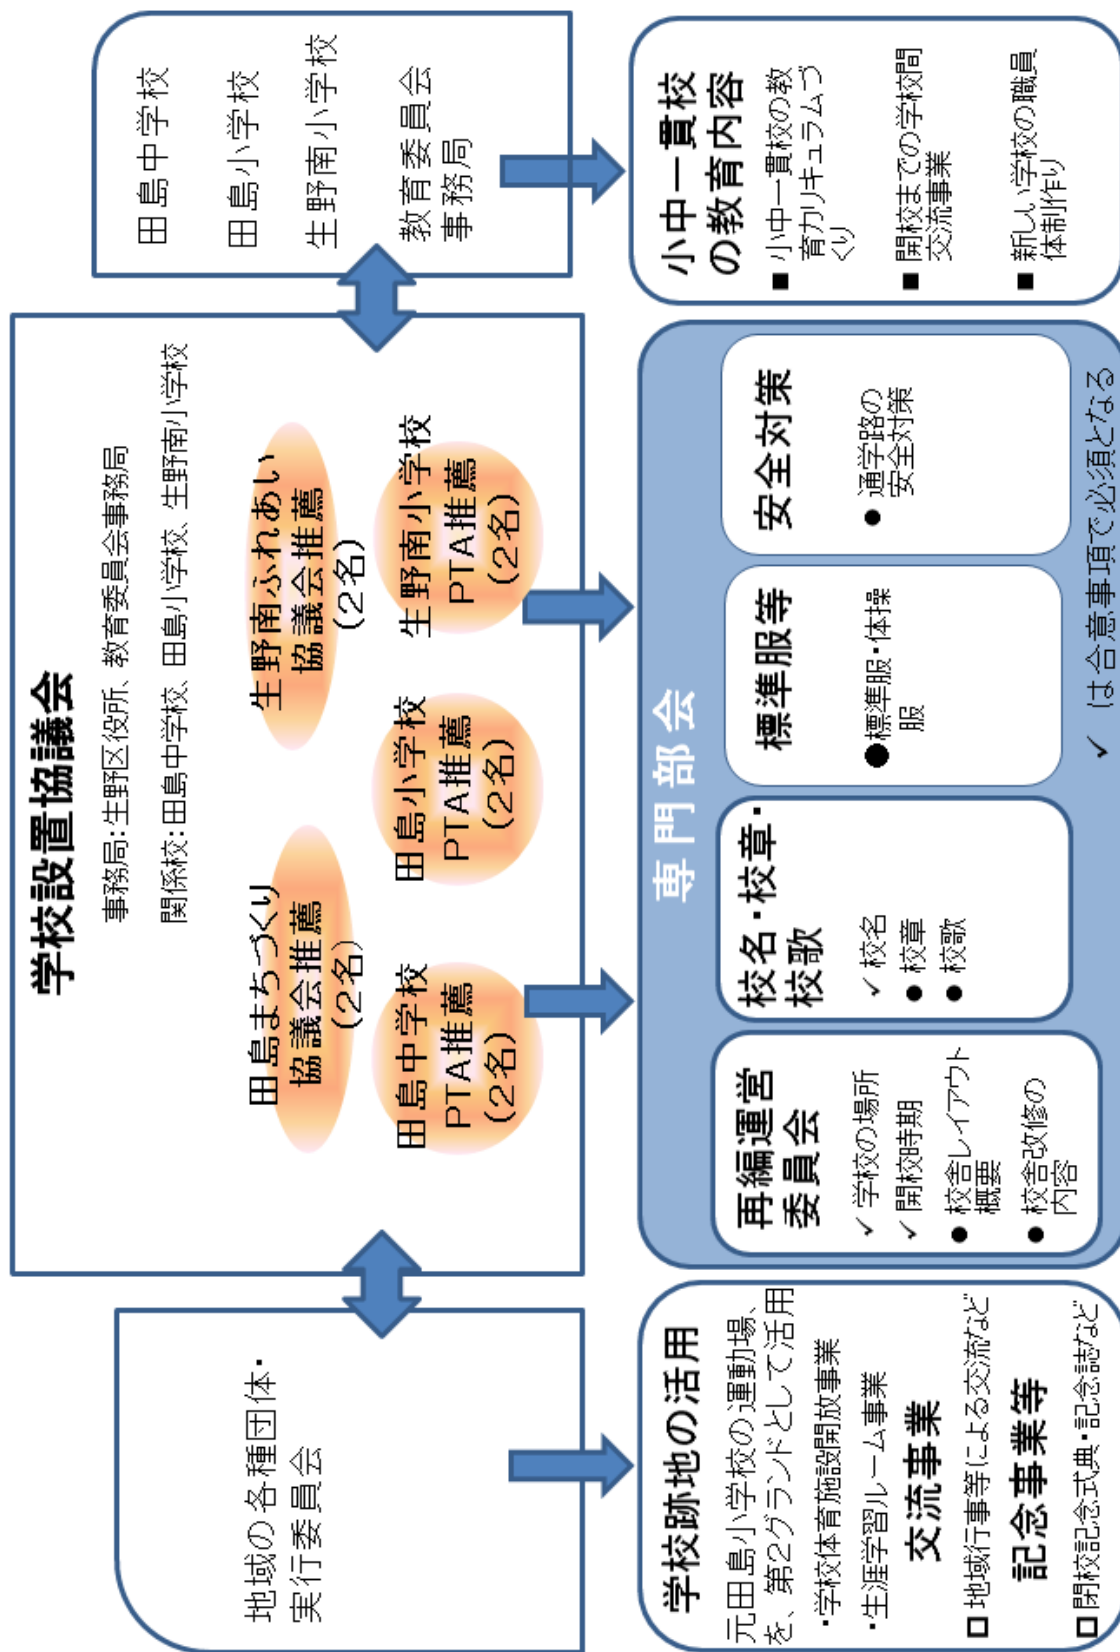 学校設置協議会
事務局:生野区役所、教育委員会事務局
関係校:田島中学校、田島小学校、生野南小学校
田島まちづくり
協議会推薦
(2名)
生野南ふれあい
協議会推薦
(2名)
田島中学校
PTA推薦
(2名)
田島小学校
PTA推薦
(2名)
生野南小学校
PTA推薦
(2名)
地域の各種団体・
実行委員会
田島中学校
田島小学校
生野南小学校
教育委員会
事務局
学校跡地の活用
元田島小学校の運動場、
を、第2グランドとして活用
・学校体育施設開放事業
・生涯学習ルーム事業
交流事業
□ 地域行事等による交流など
記念事業等
□ 閉校記念式典・記念誌など
専門部会
再編運営
委員会
✓ 学校の場所
✓ 開校時期
● 校舎レイアウト
概要
● 校舎改修の
内容
校名・校章・
校歌
✓ 校名
● 校章
● 校歌
標準服等
●標準服・体操
服
安全対策
● 通学路の
安全対策
✓ は合意事項で必須となる
小中一貫校
の教育内容
■ 小中一貫校の教
育カリキュラムづ
くり
■ 開校までの学校間
交流事業
■ 新しい学校の職員
体制作り